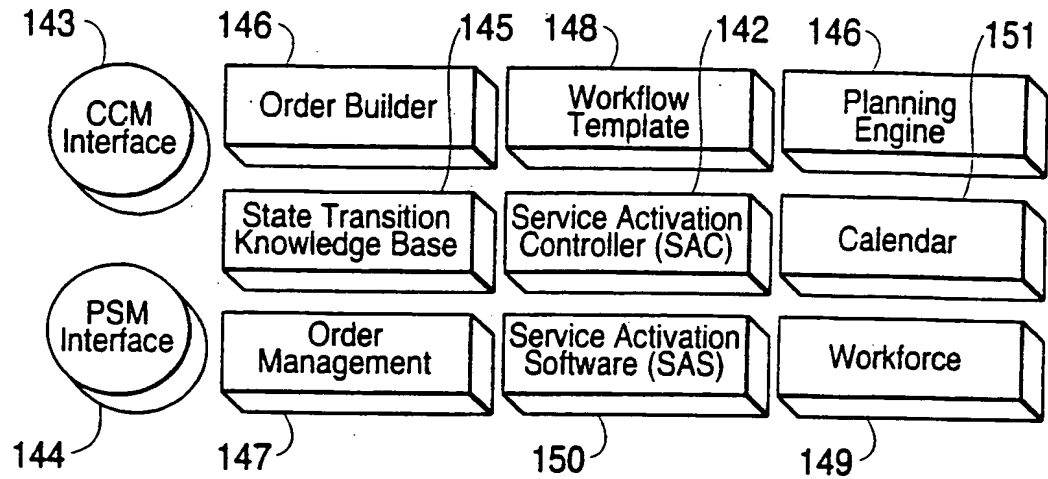 143
146
145
148
142
146
151
CCM
Interface
Order Builder
Workflow
Template
Planning
Engine
State Transition
Knowledge Base
Service Activation
Controller (SAC)
Calendar
PSM
Interface
Order
Management
Service Activation
Software (SAS)
Workforce
144
147
150
149